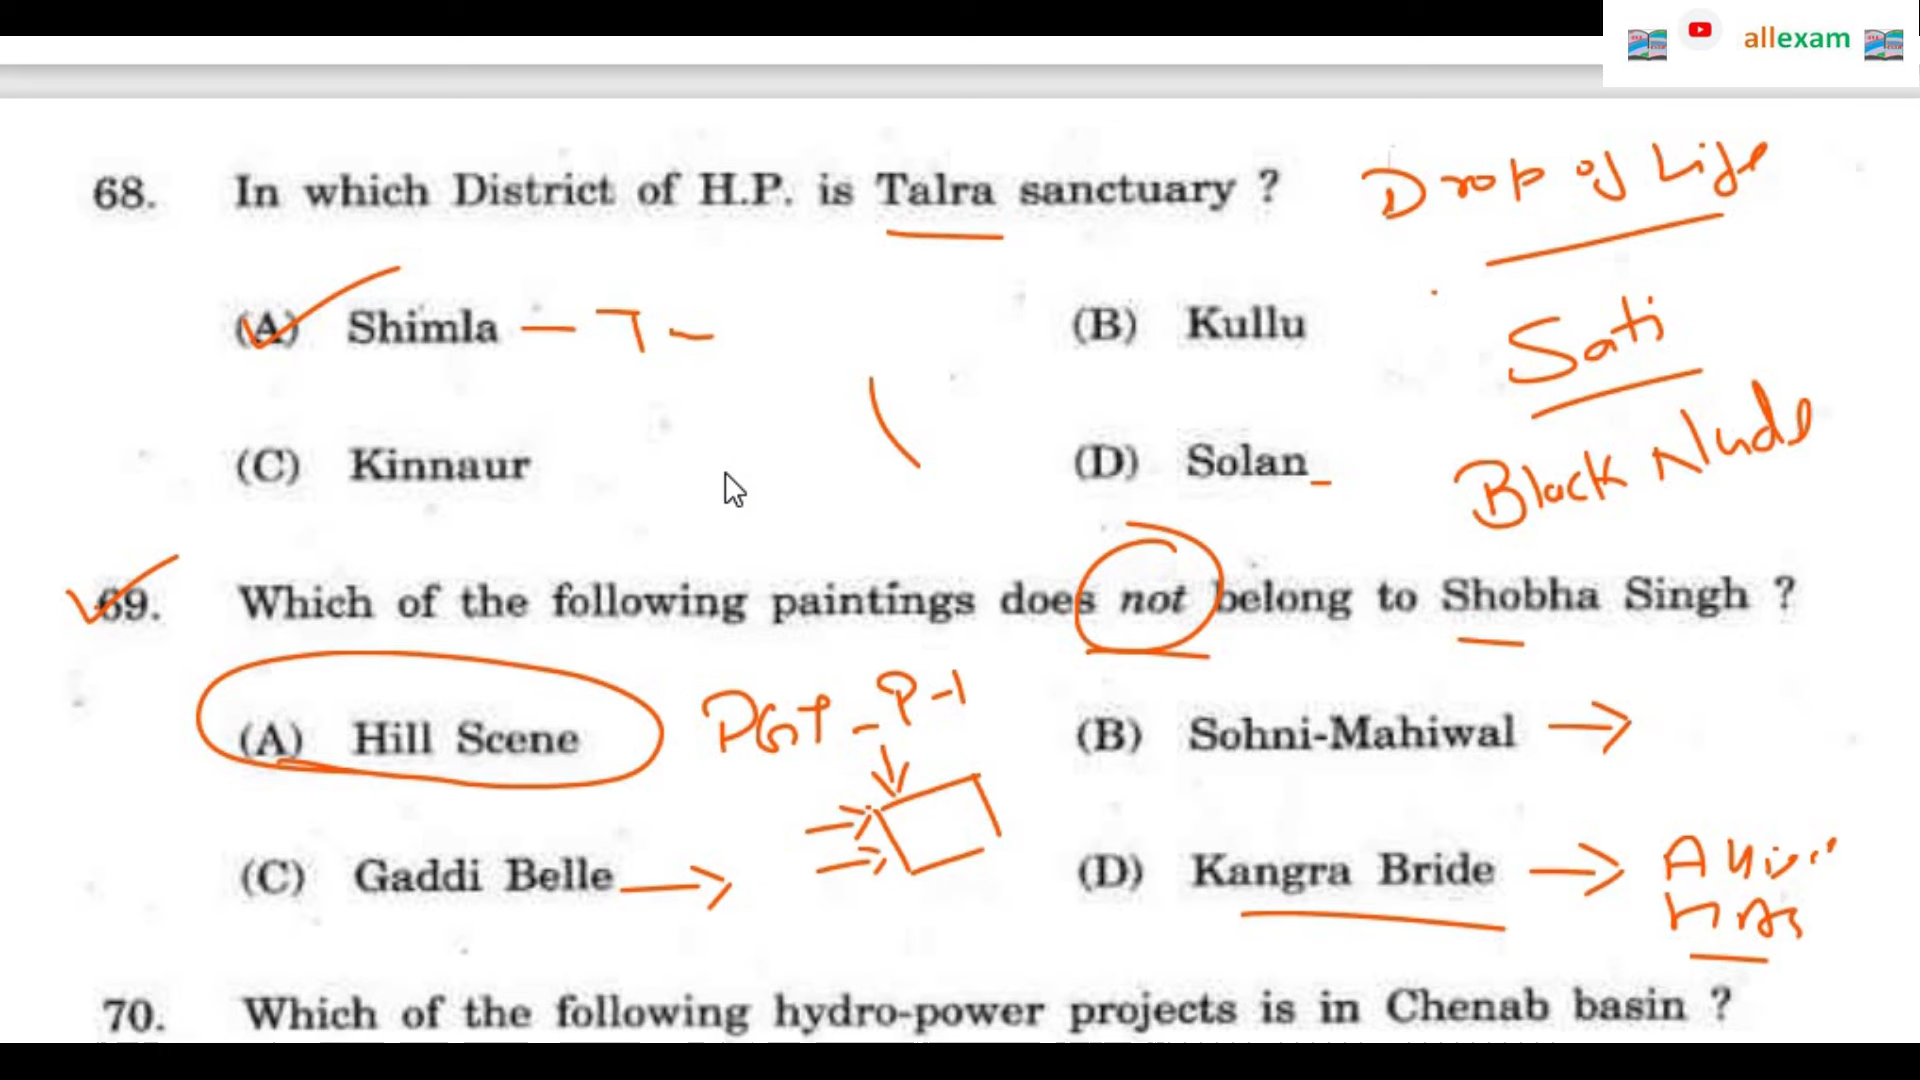 allexam
68. In which District of H.P. is Talra sanctuary ? Drop of Life
(A) Shimla (B) Kullu
Sati
(C) Kinnaur (D) Solan
Black Nude
69. Which of the following paintings does not belong to Shobha Singh ?
(A) Hill Scene PGT - P-1 (B) Sohni-Mahiwal
(C) Gaddi Belle (D) Kangra Bride
70. Which of the following hydro-power projects is in Chenab basin ?